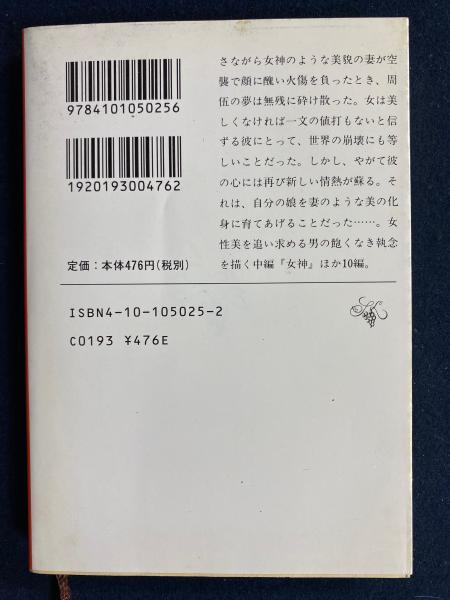 9784101050256
1920193004762
定価：本体476円(税別)
さながら女神のような美貌の妻が空
襲で顔に醜い火傷を負ったとき、周
伍の夢は無残に砕け散った。女は美
しくなければ一文の値打もないと信
ずる彼にとって、世界の崩壊にも等
しいことだった。しかし、やがて彼
の心には再び新しい情熱が蘇る。そ
れは、自分の娘を妻のような美の化
身に育てあげることだった……。女
性美を追い求める男の飽くなき執念
を描く中編『女神』ほか10編。
ISBN4-10-105025-2
C0193 ¥476E